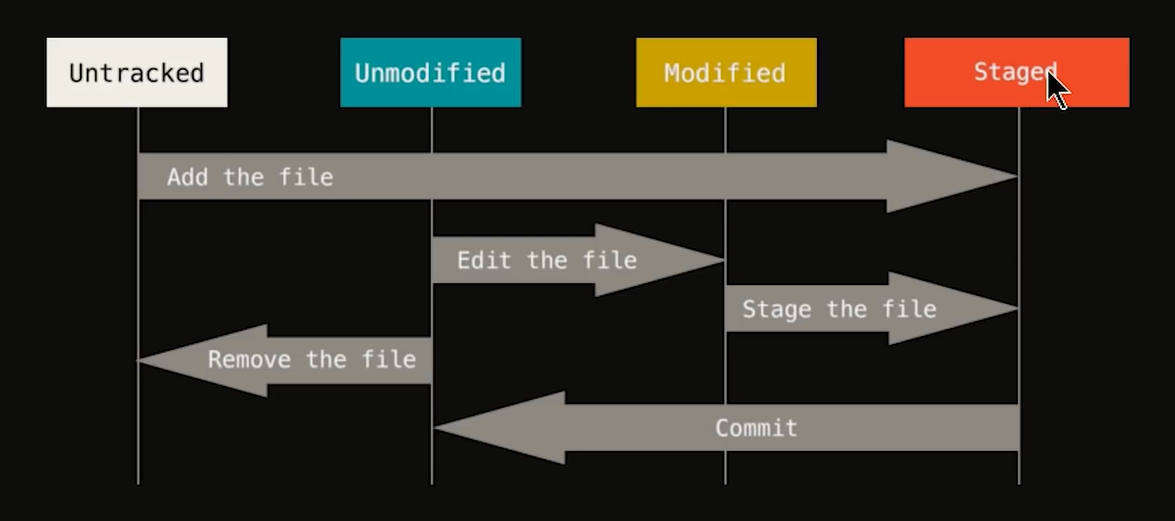 Untracked
Unmodified
Modified
Staged
Add the file
Edit the file
Stage the file
Remove the file
Commit